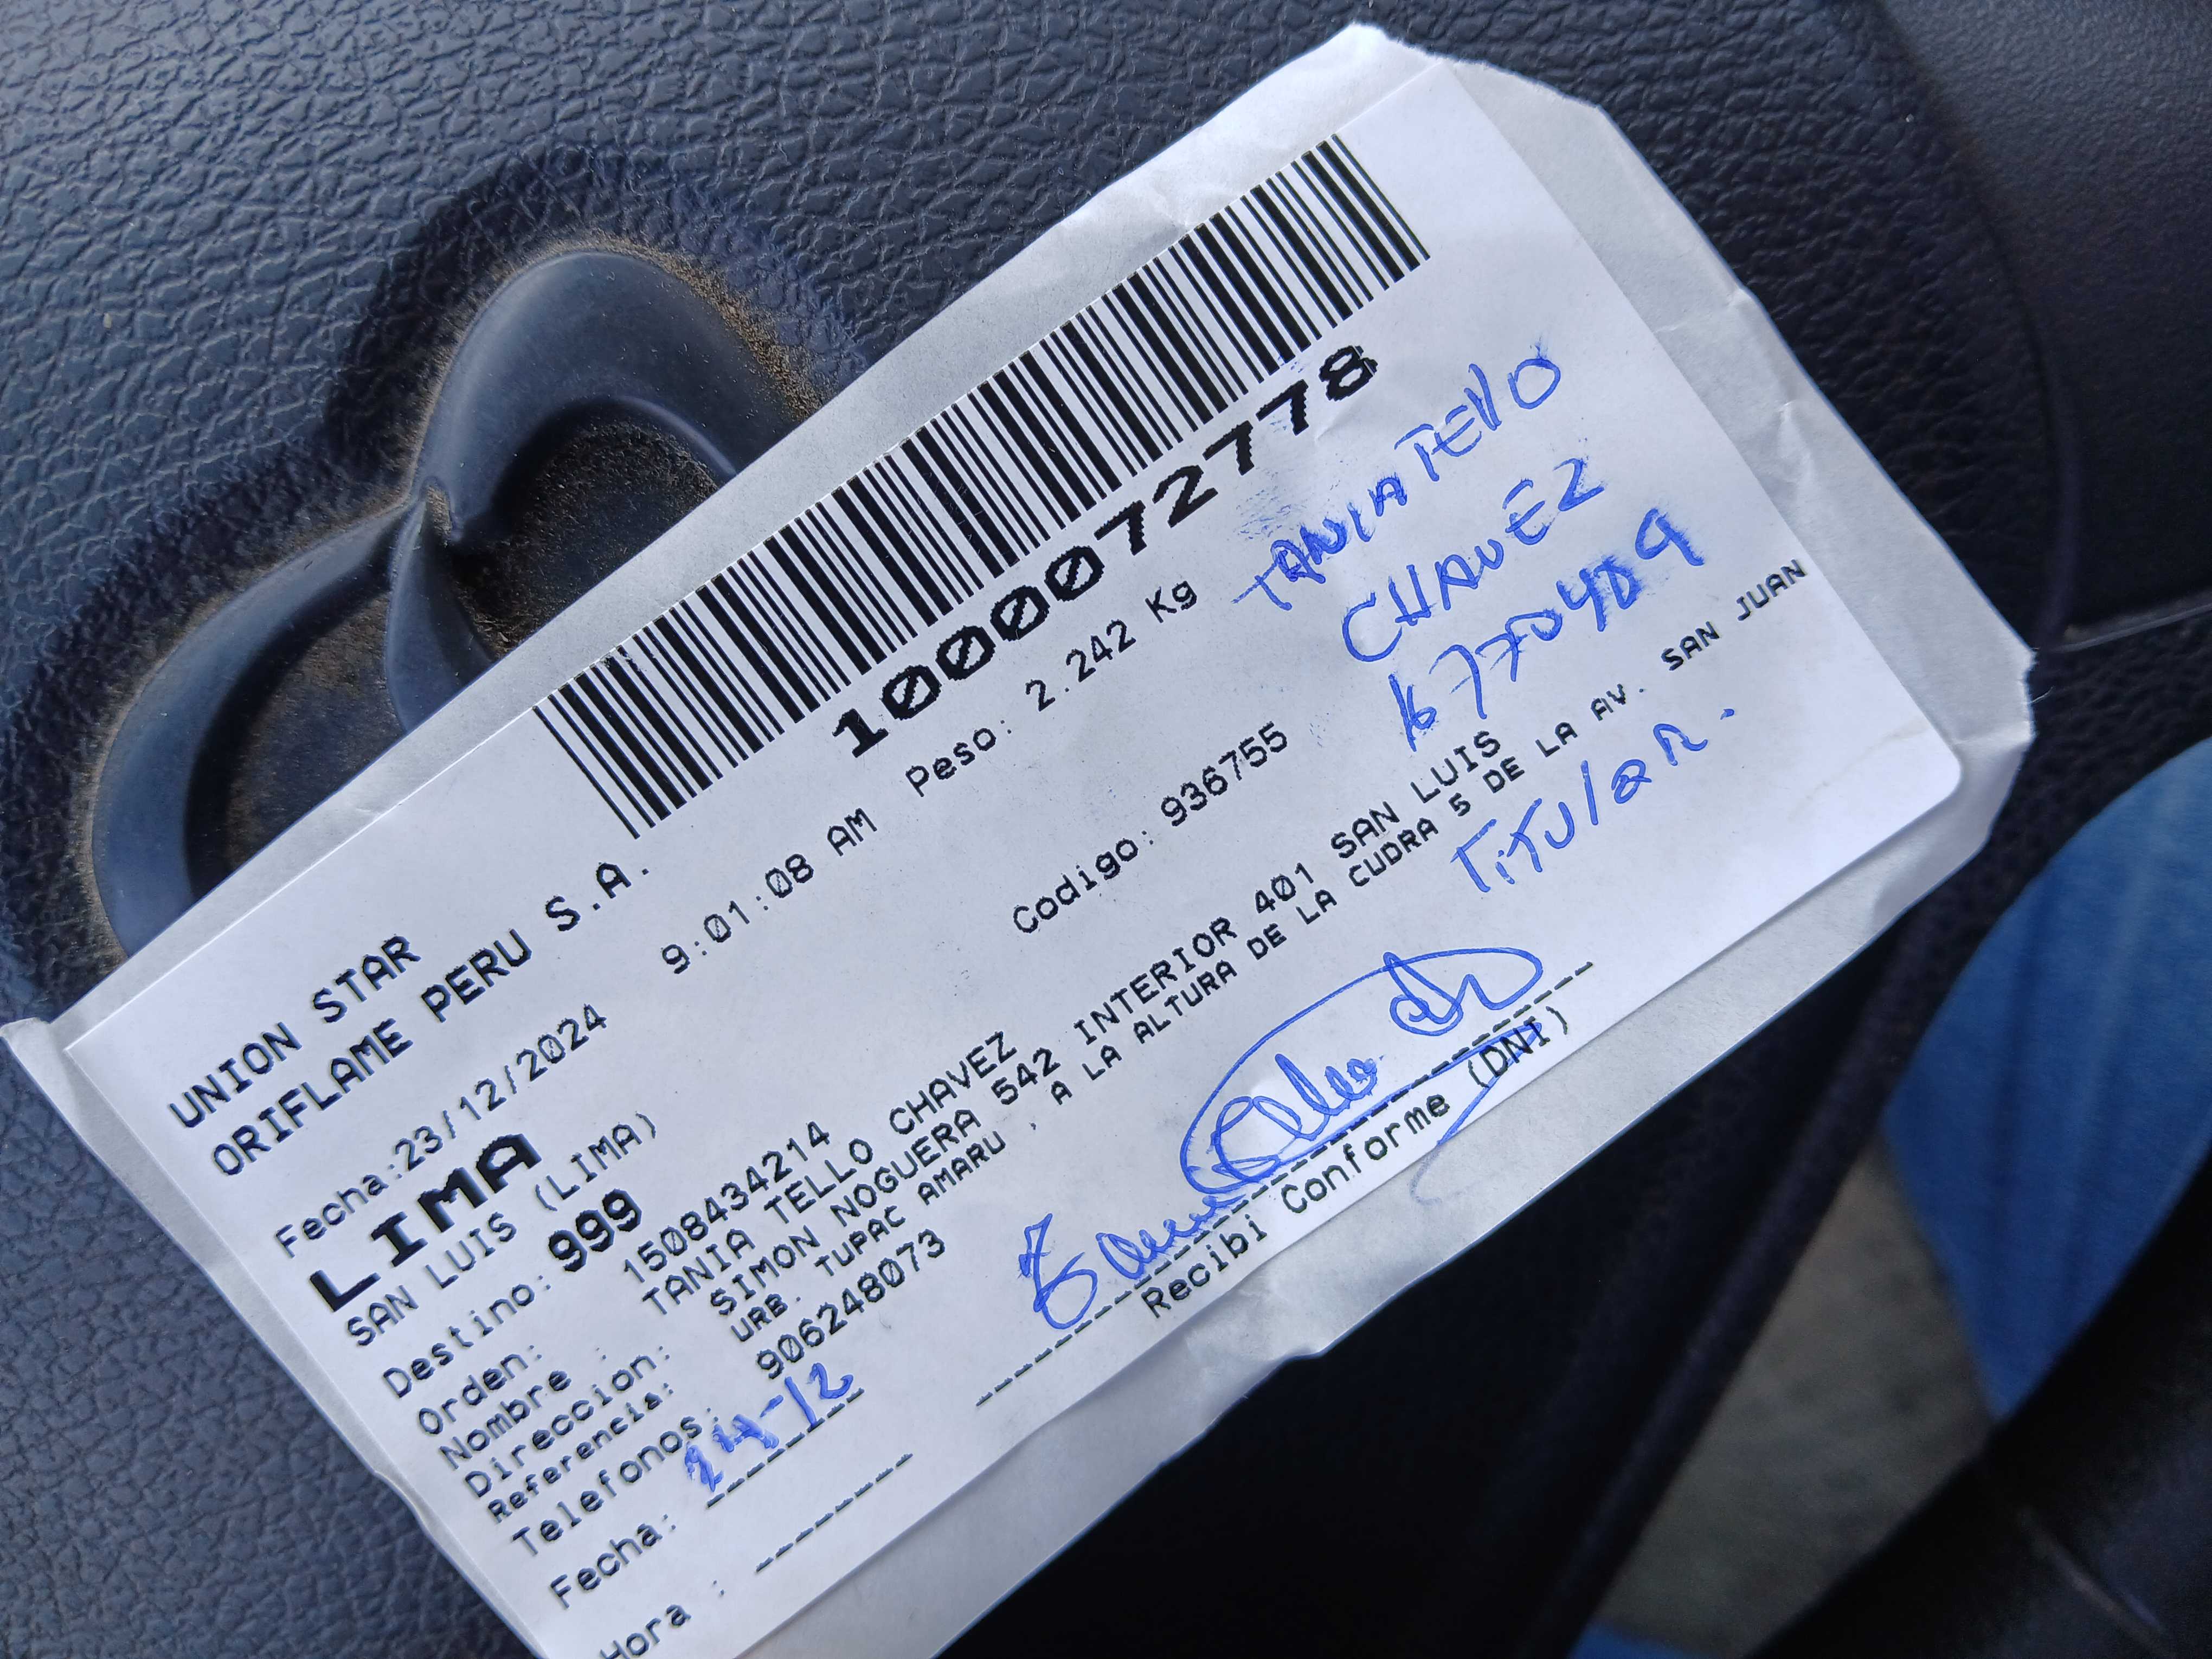 1000072778
UNION STAR
ORIFLAME PERU S.A.
Fecha:23/12/2024 9:01:08 AM Peso: 2.242 Kg
LIMA
SAN LUIS (LIMA)
Destino: 999 Codigo: 936755
Orden: 1508434214
Nombre : TANIA TELLO CHAVEZ
Direccion: SIMON NOGUERA 542 INTERIOR 401 SAN LUIS
Referencia: URB. TUPAC AMARU , A LA ALTURA DE LA CUDRA 5 DE LA AV. SAN JUAN
Telefonos: 906248073
Fecha: 24-12
Hora :
Recibi Conforme (DNI)
TANIA TELLO
CHAVEZ
TITULAR.